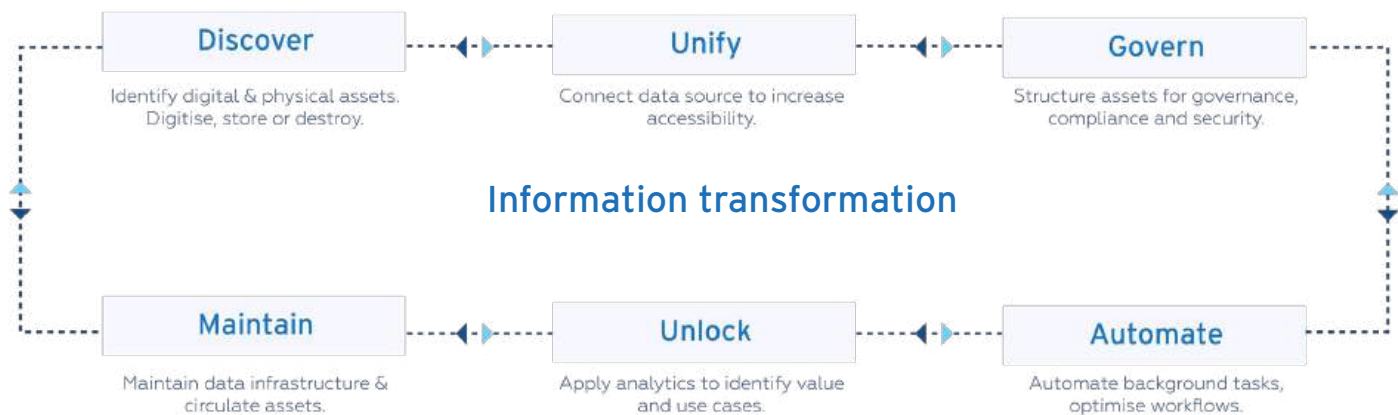 Discover
Unify
Govern
Identify digital & physical assets.
Digitise, store or destroy.
Connect data source to increase
accessibility.
Structure assets for governance,
compliance and security.
Information transformation
Maintain
Unlock
Automate
Maintain data infrastructure &
circulate assets.
Apply analytics to identify value
and use cases.
Automate background tasks,
optimise workflows.